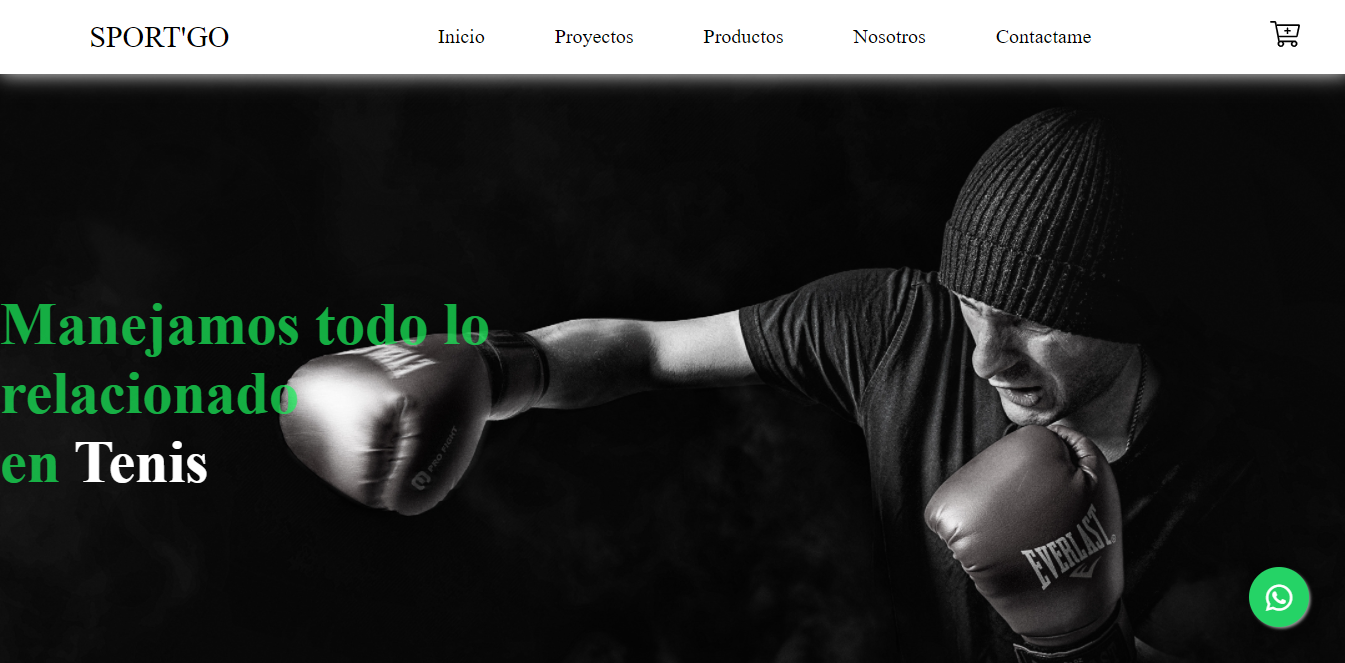 SPORT'GO
Inicio
Proyectos
Productos
Nosotros
Contactame
Manejamos todo lo
relacionado
en Tenis
PRO FIGHT
EVERLAST